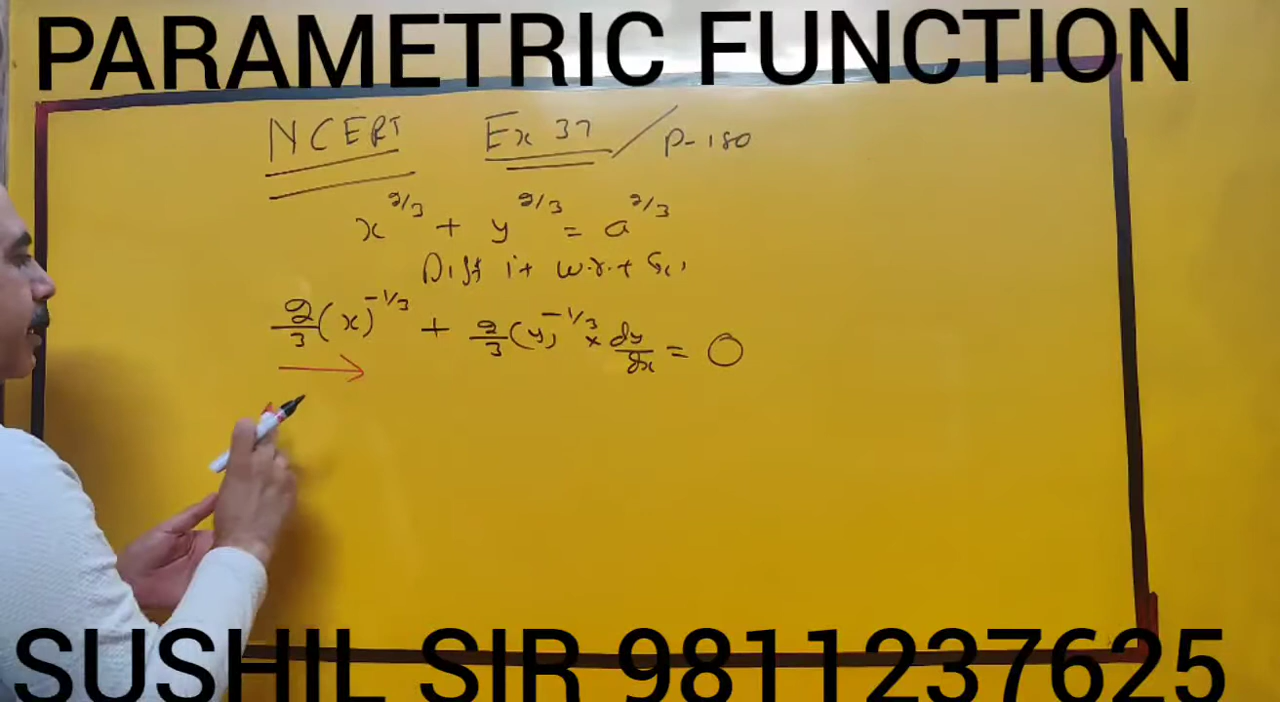 PARAMETRIC FUNCTION
NCERT Ex 37 / P-180
x^2/3 + y^2/3 = a^2/3
Diff it w.r.t x,
2/3 (x)^-1/3 + 2/3 (y)^-1/3 × dy/dx = 0
SUSHIL SIR 9811237625